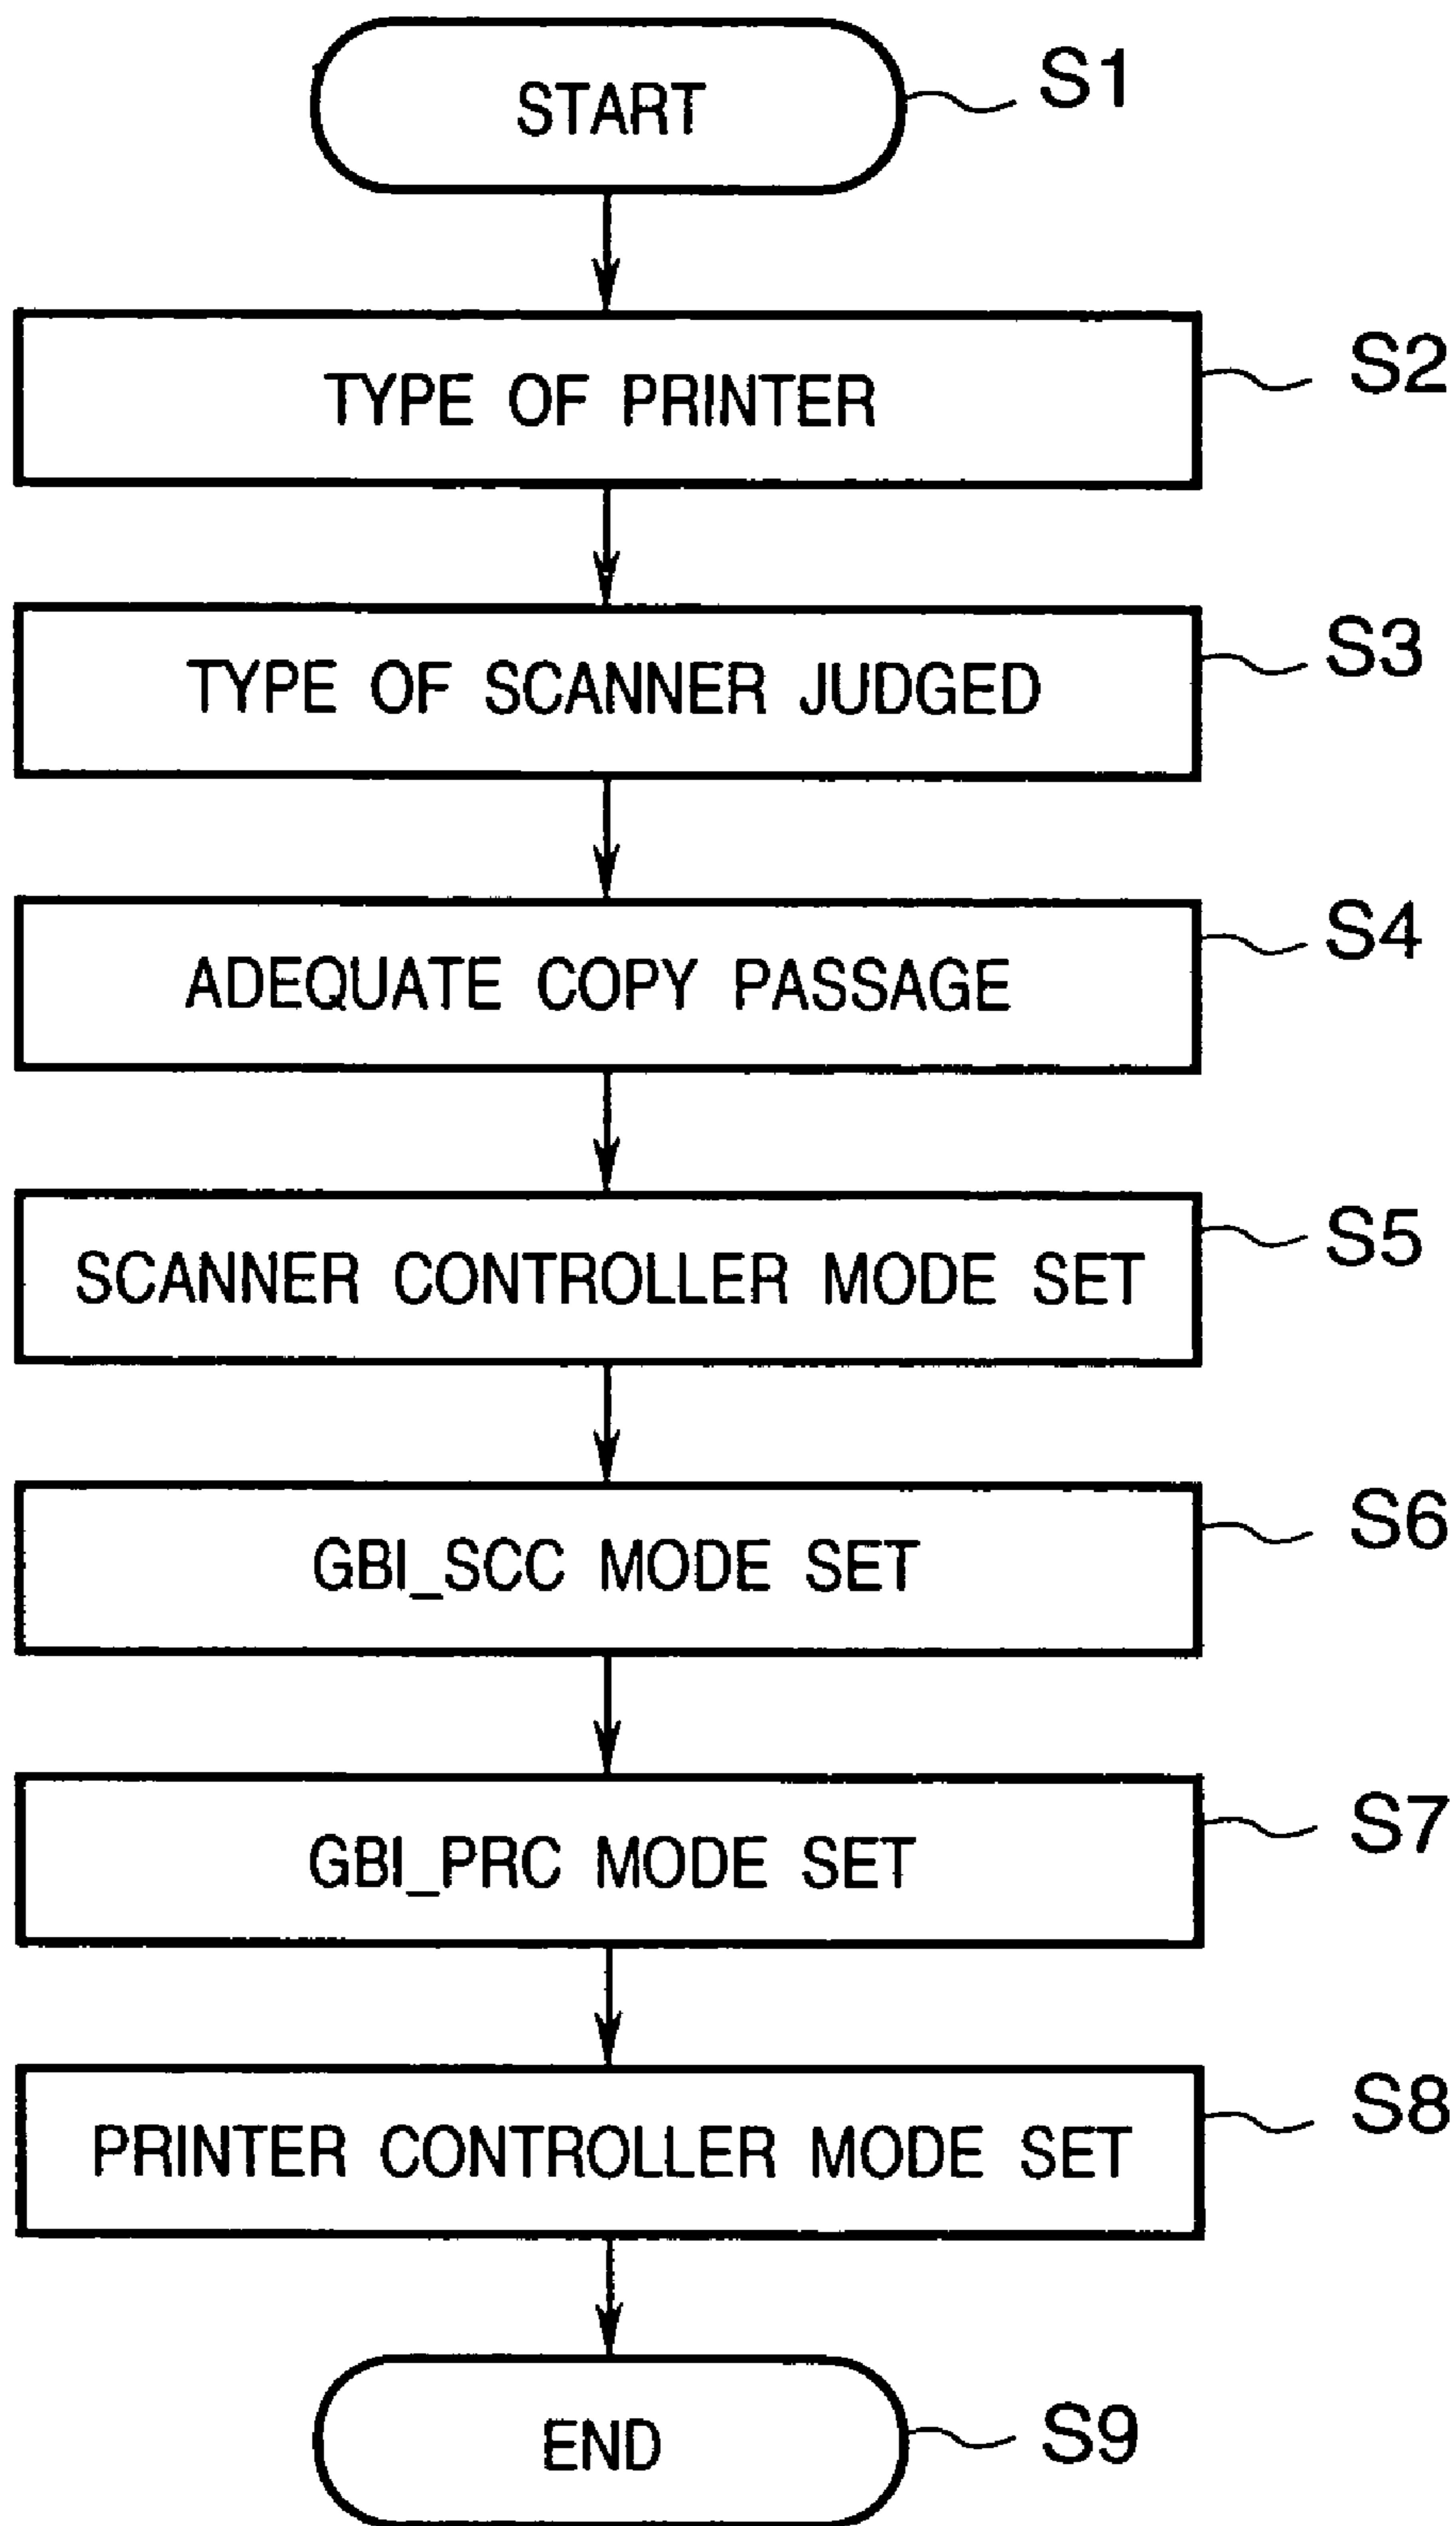 START S1
TYPE OF PRINTER S2
TYPE OF SCANNER JUDGED S3
ADEQUATE COPY PASSAGE S4
SCANNER CONTROLLER MODE SET S5
GBI_SCC MODE SET S6
GBI_PRC MODE SET S7
PRINTER CONTROLLER MODE SET S8
END S9